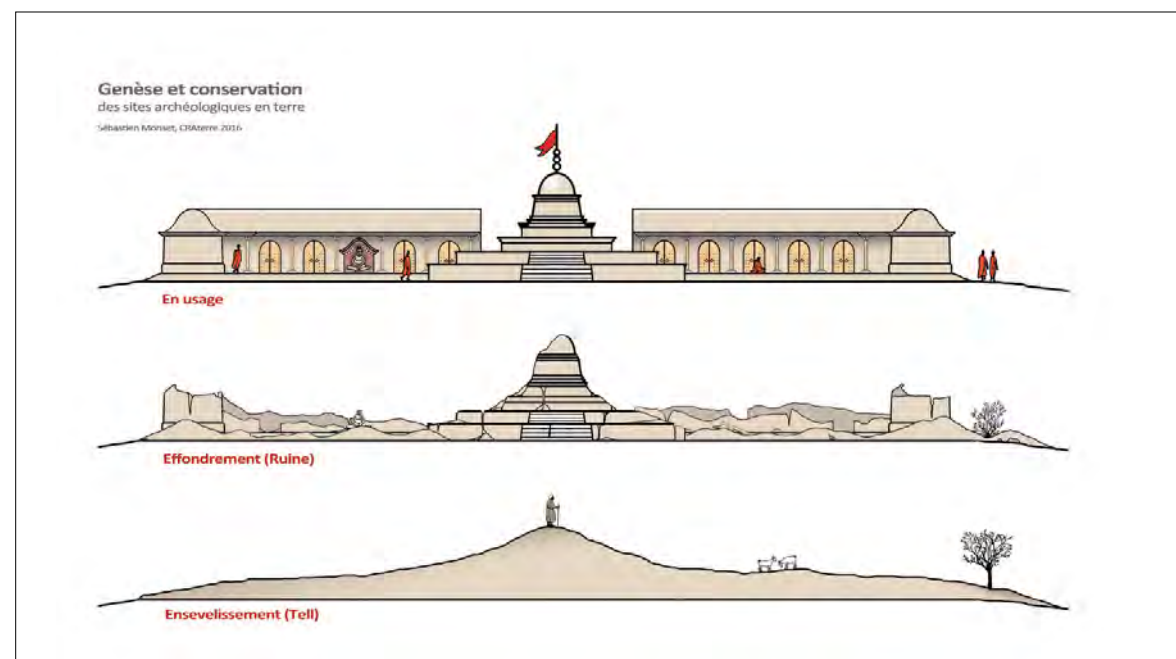 Genèse et conservation
des sites archéologiques en terre
Sébastien Moriset, CRAterre 2016
En usage
Effondrement (Ruine)
Ensevelissement (Tell)